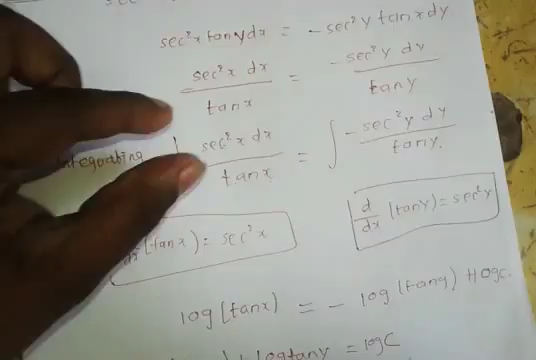 sec²x tany dx = -sec²y tanx dy
sec²x dx / tanx = -sec²y dy / tany
Integrating ∫ sec²x dx / tanx = ∫ -sec²y dy / tany.
(tanx) = sec²x
d/dx (tany) = sec²y
log(tanx) = - log(tany) + logc.
logtany = logC